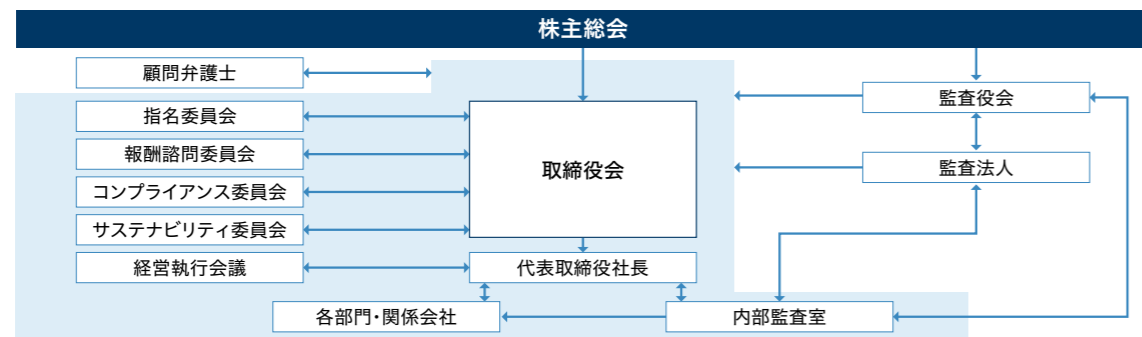 株主総会
顧問弁護士
指名委員会
報酬諮問委員会
コンプライアンス委員会
サステナビリティ委員会
経営執行会議
取締役会
代表取締役社長
各部門・関係会社
内部監査室
監査役会
監査法人